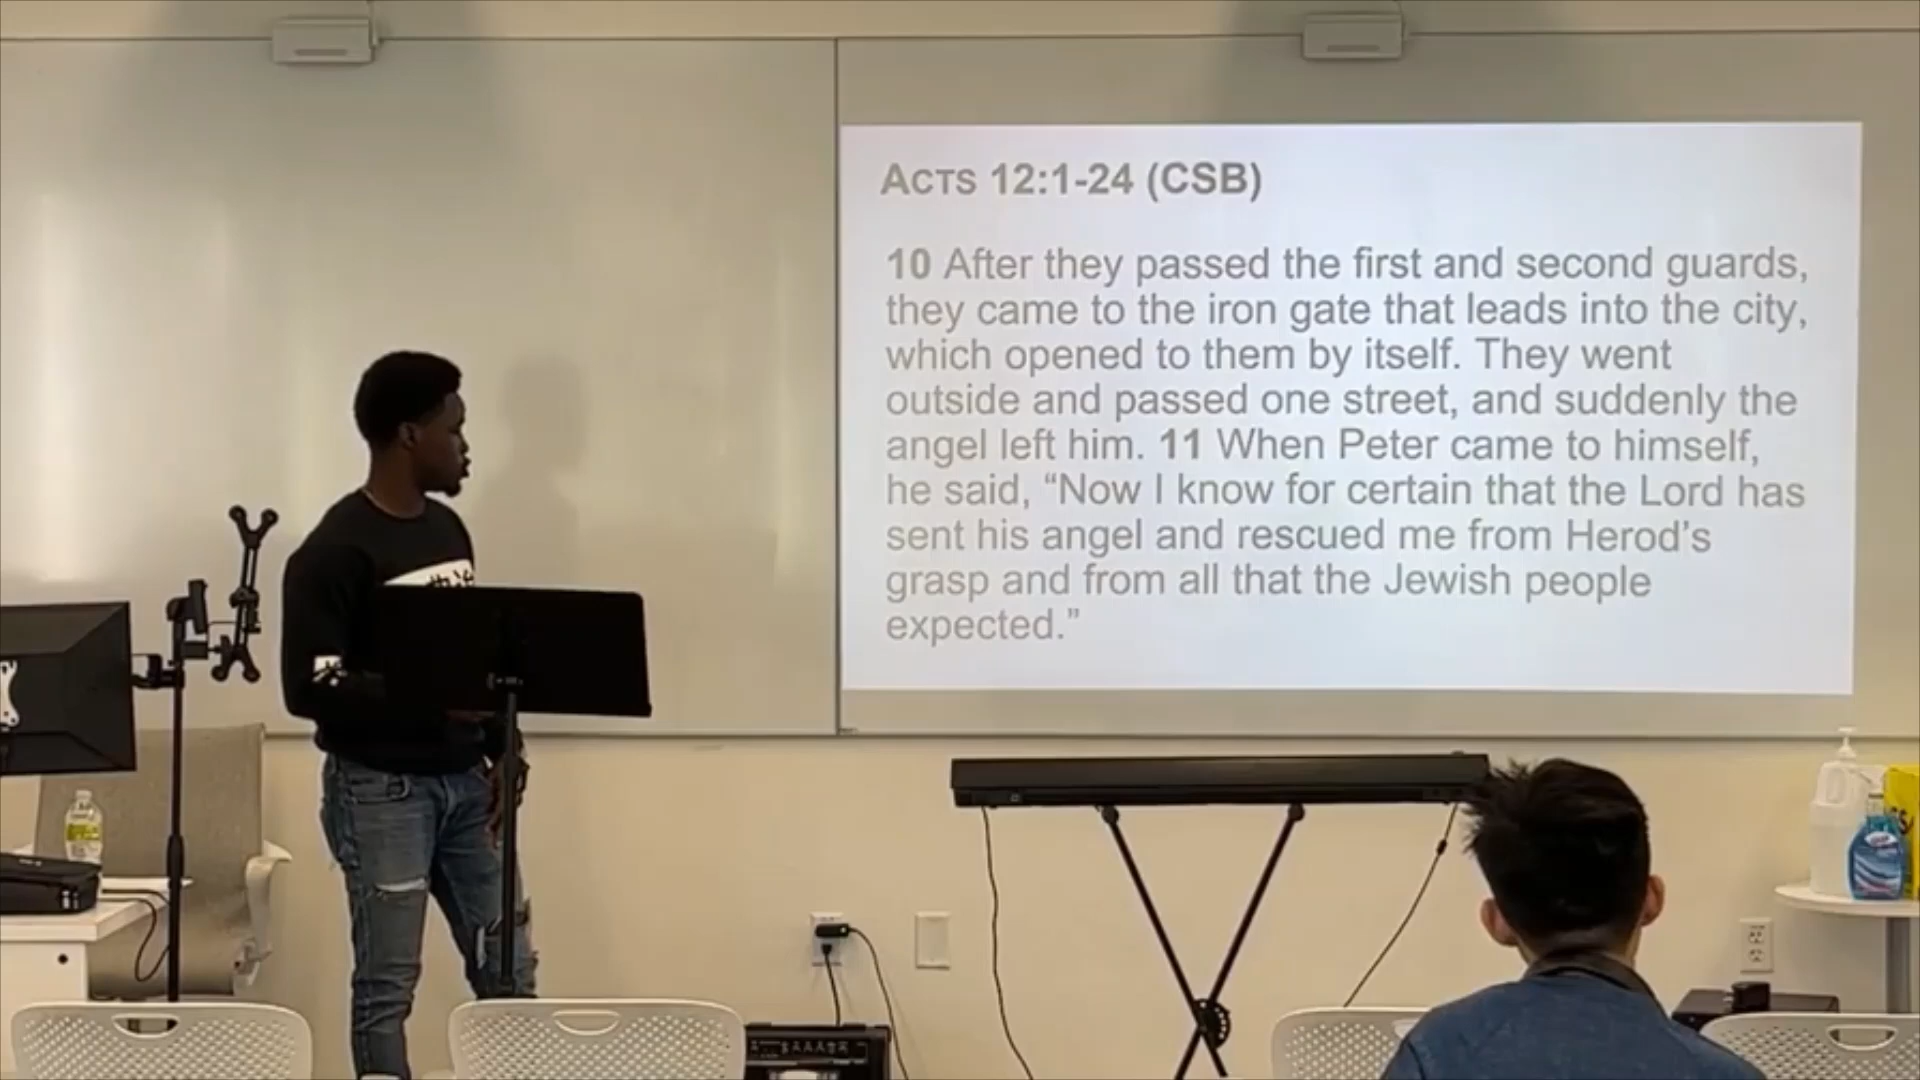 ACTS 12:1-24 (CSB)
10 After they passed the first and second guards,
they came to the iron gate that leads into the city,
which opened to them by itself. They went
outside and passed one street, and suddenly the
angel left him. 11 When Peter came to himself,
he said, “Now I know for certain that the Lord has
sent his angel and rescued me from Herod’s
grasp and from all that the Jewish people
expected.”